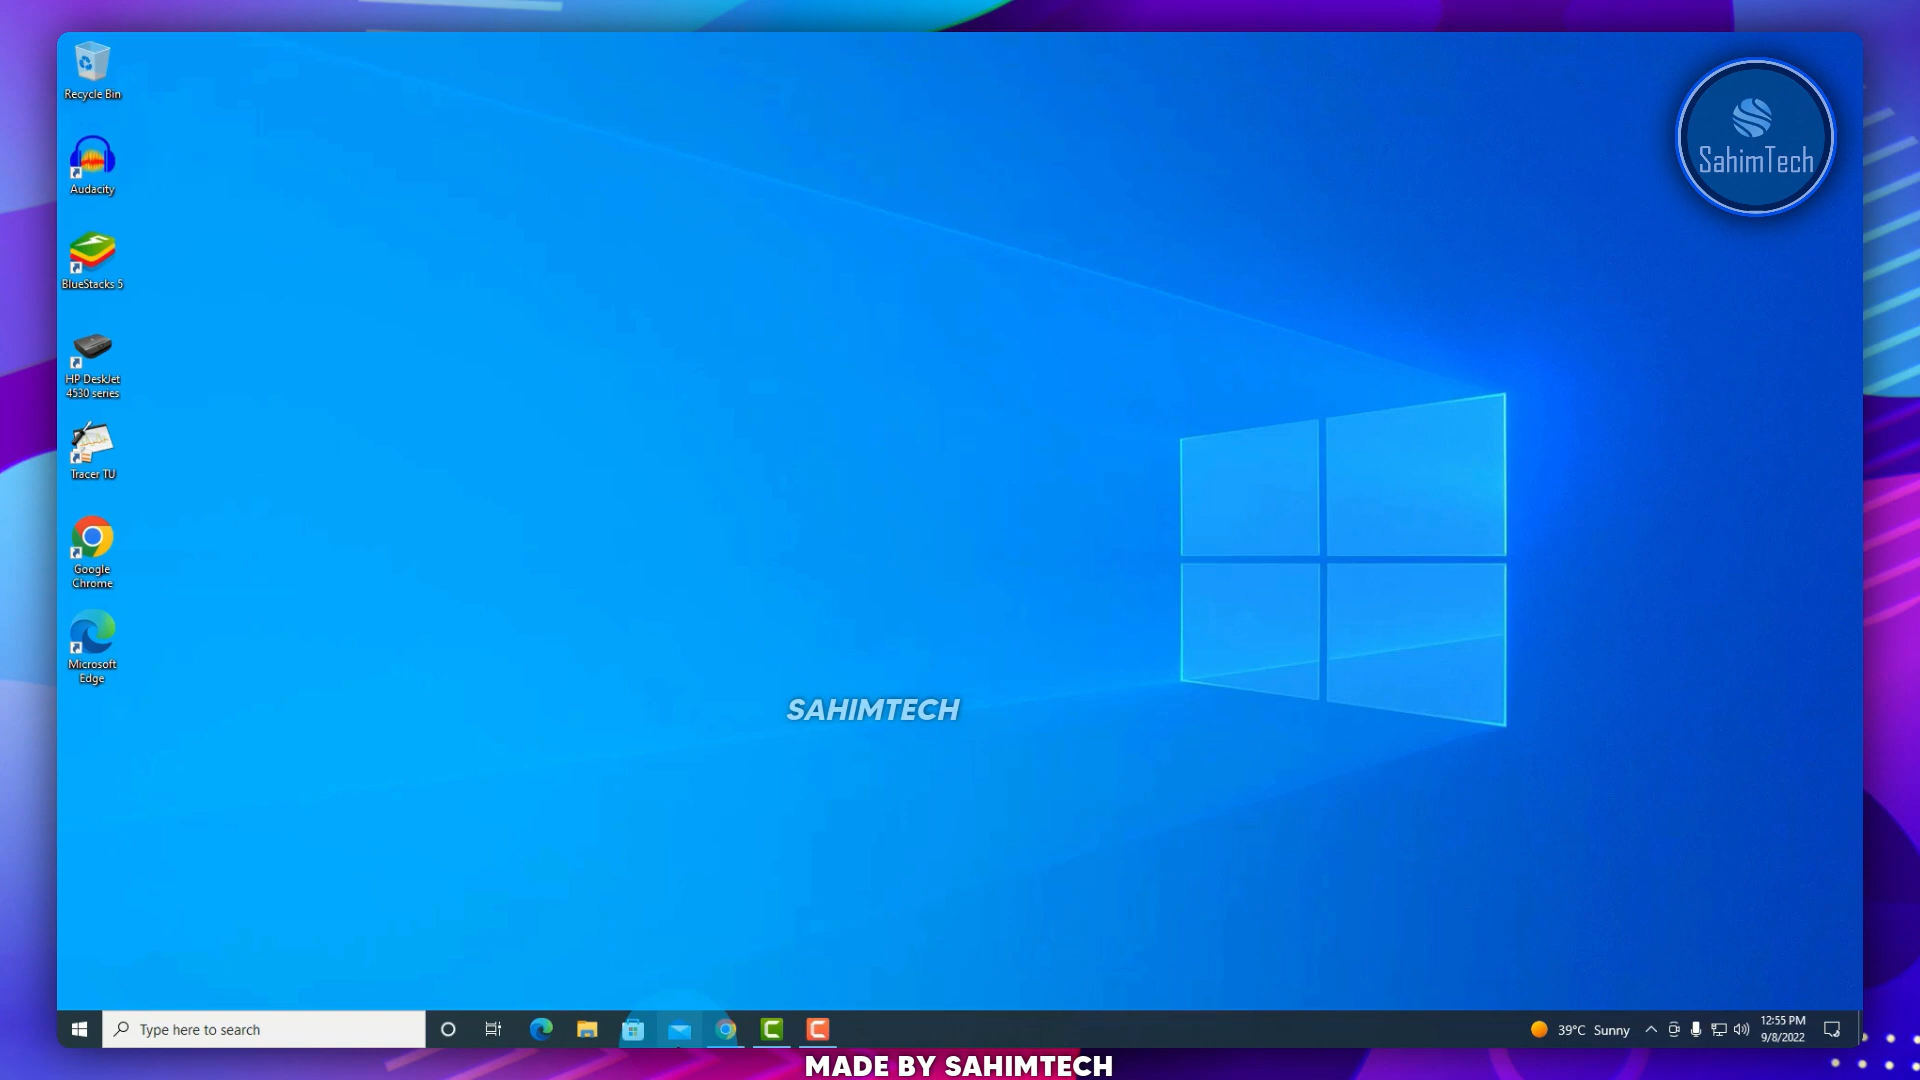 Recycle Bin
SahimTech
Audacity
BlueStacks 5
HP DeskJet
4530 series
Tracer TU
Google
Chrome
Microsoft
Edge
SAHIMTECH
Type here to search
39°C Sunny
12:55 PM
9/8/2022
MADE BY SAHIMTECH